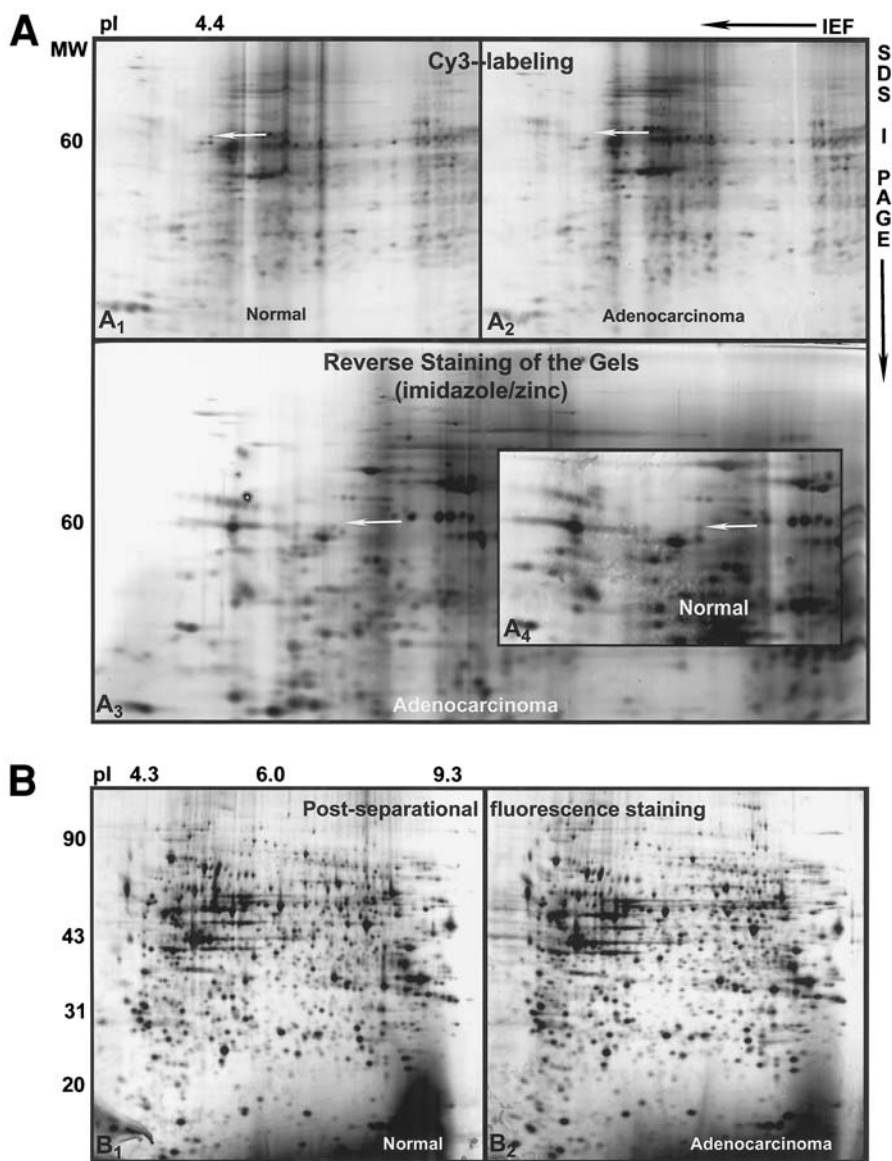 A
pI 4.4 IEF
MW
Cy3--labeling
60
SDS I PAGE
A1 Normal
A2 Adenocarcinoma
Reverse Staining of the Gels
(imidazole/zinc)
60
Normal
A4
A3 Adenocarcinoma
B
pI 4.3 6.0 9.3
Post-separational fluorescence staining
90
43
31
20
B1 Normal
B2 Adenocarcinoma